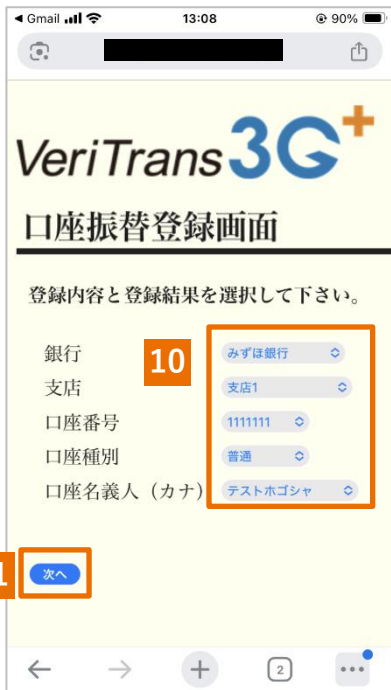 Gmail 13:08 90%
VeriTrans 3G+
口座振替登録画面
登録内容と登録結果を選択して下さい。
銀行 10 みずほ銀行
支店 支店1
口座番号 1111111
口座種別 普通
口座名義人（カナ） テストホゴシャ
1 次へ
2